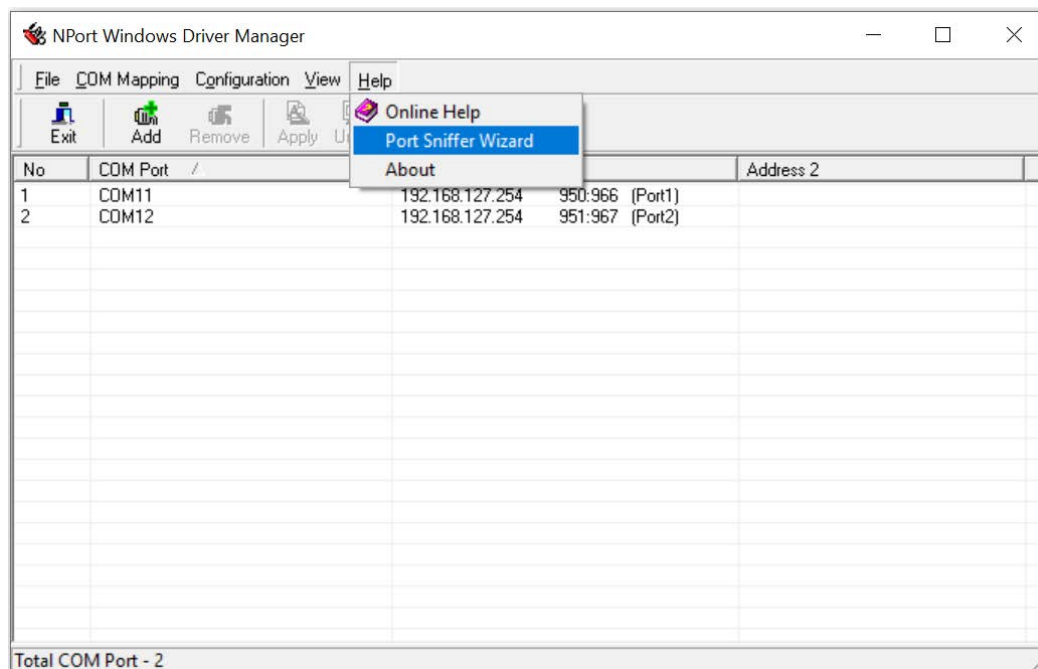 NPort Windows Driver Manager
File COM Mapping Configuration View Help
Exit Add Remove Apply
Online Help
Port Sniffer Wizard
About
No COM Port Address 2
1 COM11 192.168.127.254 950:966 (Port1)
2 COM12 192.168.127.254 951:967 (Port2)
Total COM Port - 2